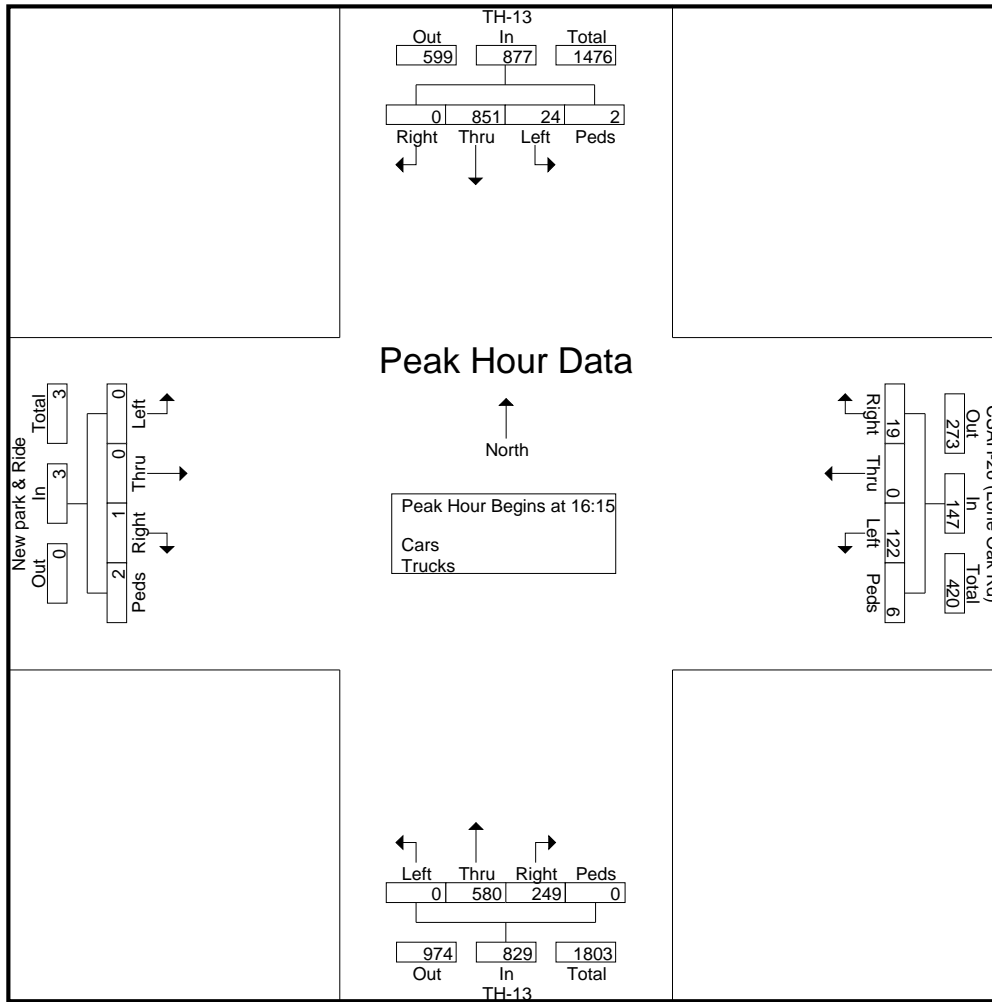 TH-13
Out In Total
599 877 1476
0 851 24 2
Right Thru Left Peds
Peak Hour Data
North
Peak Hour Begins at 16:15
Cars
Trucks
New park & Ride
Total In Out
3 3 0
0 0 1 2
Left Thru Right Peds
(Lone Oak Rd)
Out In Total
273 147 420
19 0 122 6
Right Thru Left Peds
Left Thru Right Peds
0 580 249 0
974 829 1803
Out In Total
TH-13